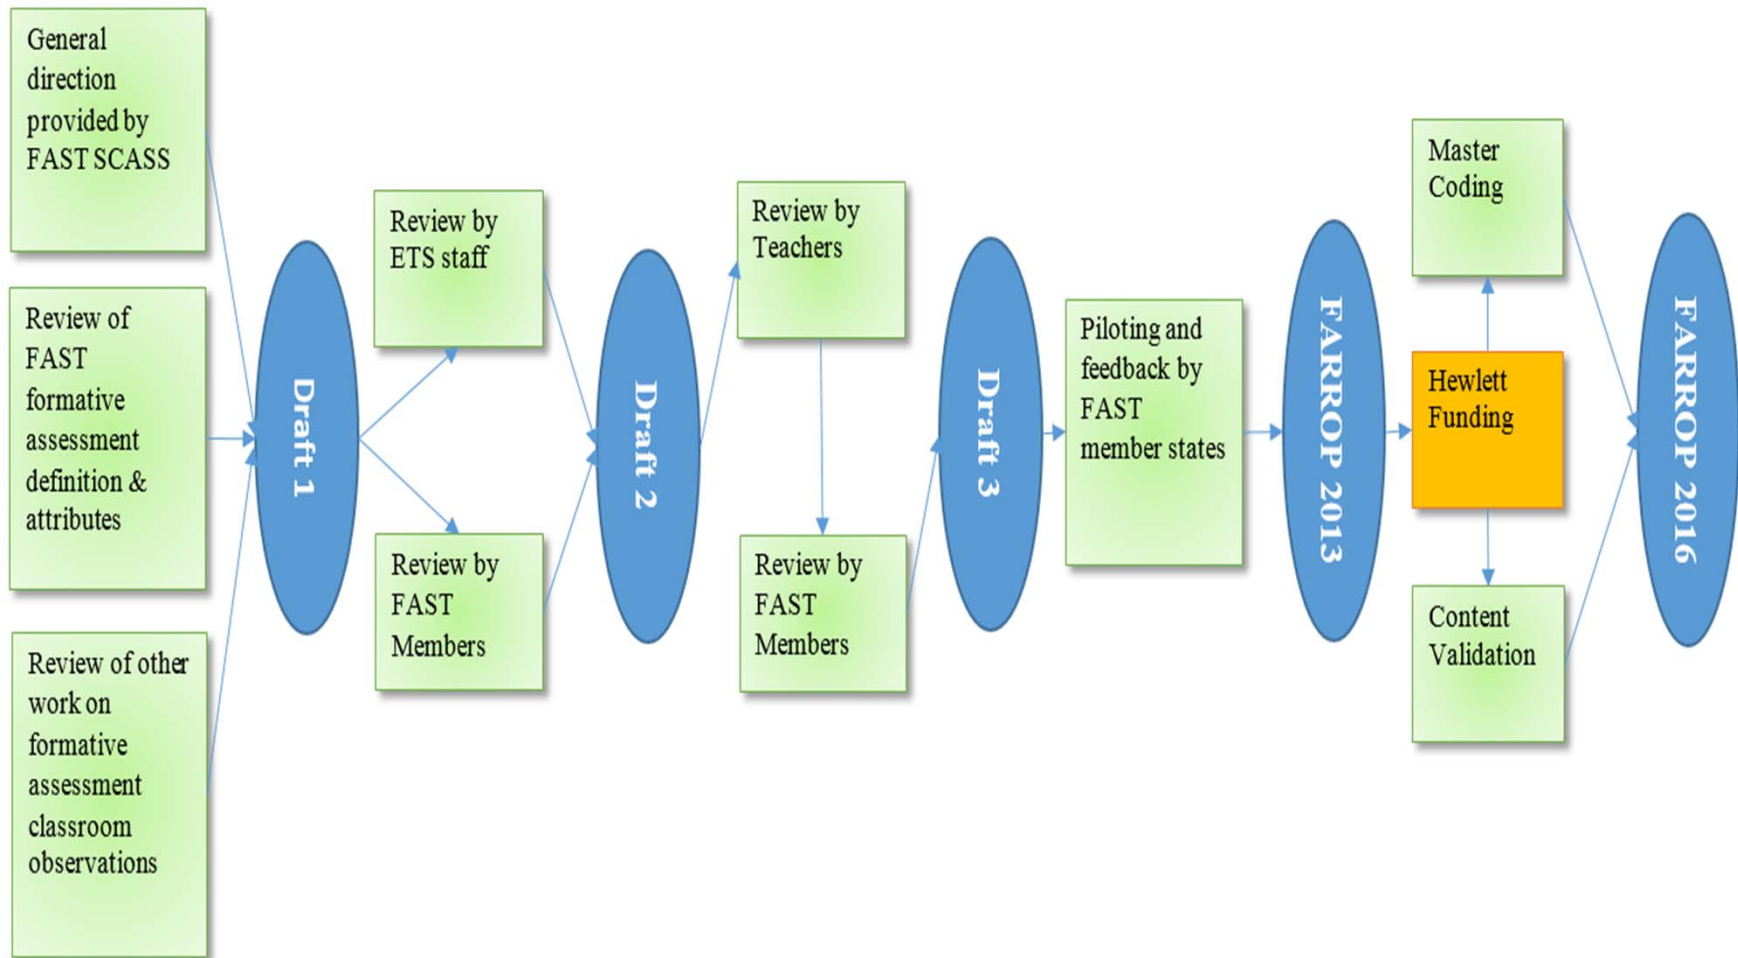 General
direction
provided by
FAST SCASS
Review of
FAST
formative
assessment
definition &
attributes
Review of other
work on
formative
assessment
classroom
observations
Draft 1
Review by
ETS staff
Review by
FAST
Members
Draft 2
Review by
Teachers
Review by
FAST
Members
Draft 3
Piloting and
feedback by
FAST
member states
FARROP 2013
Master
Coding
Hewlett
Funding
Content
Validation
FARROP 2016